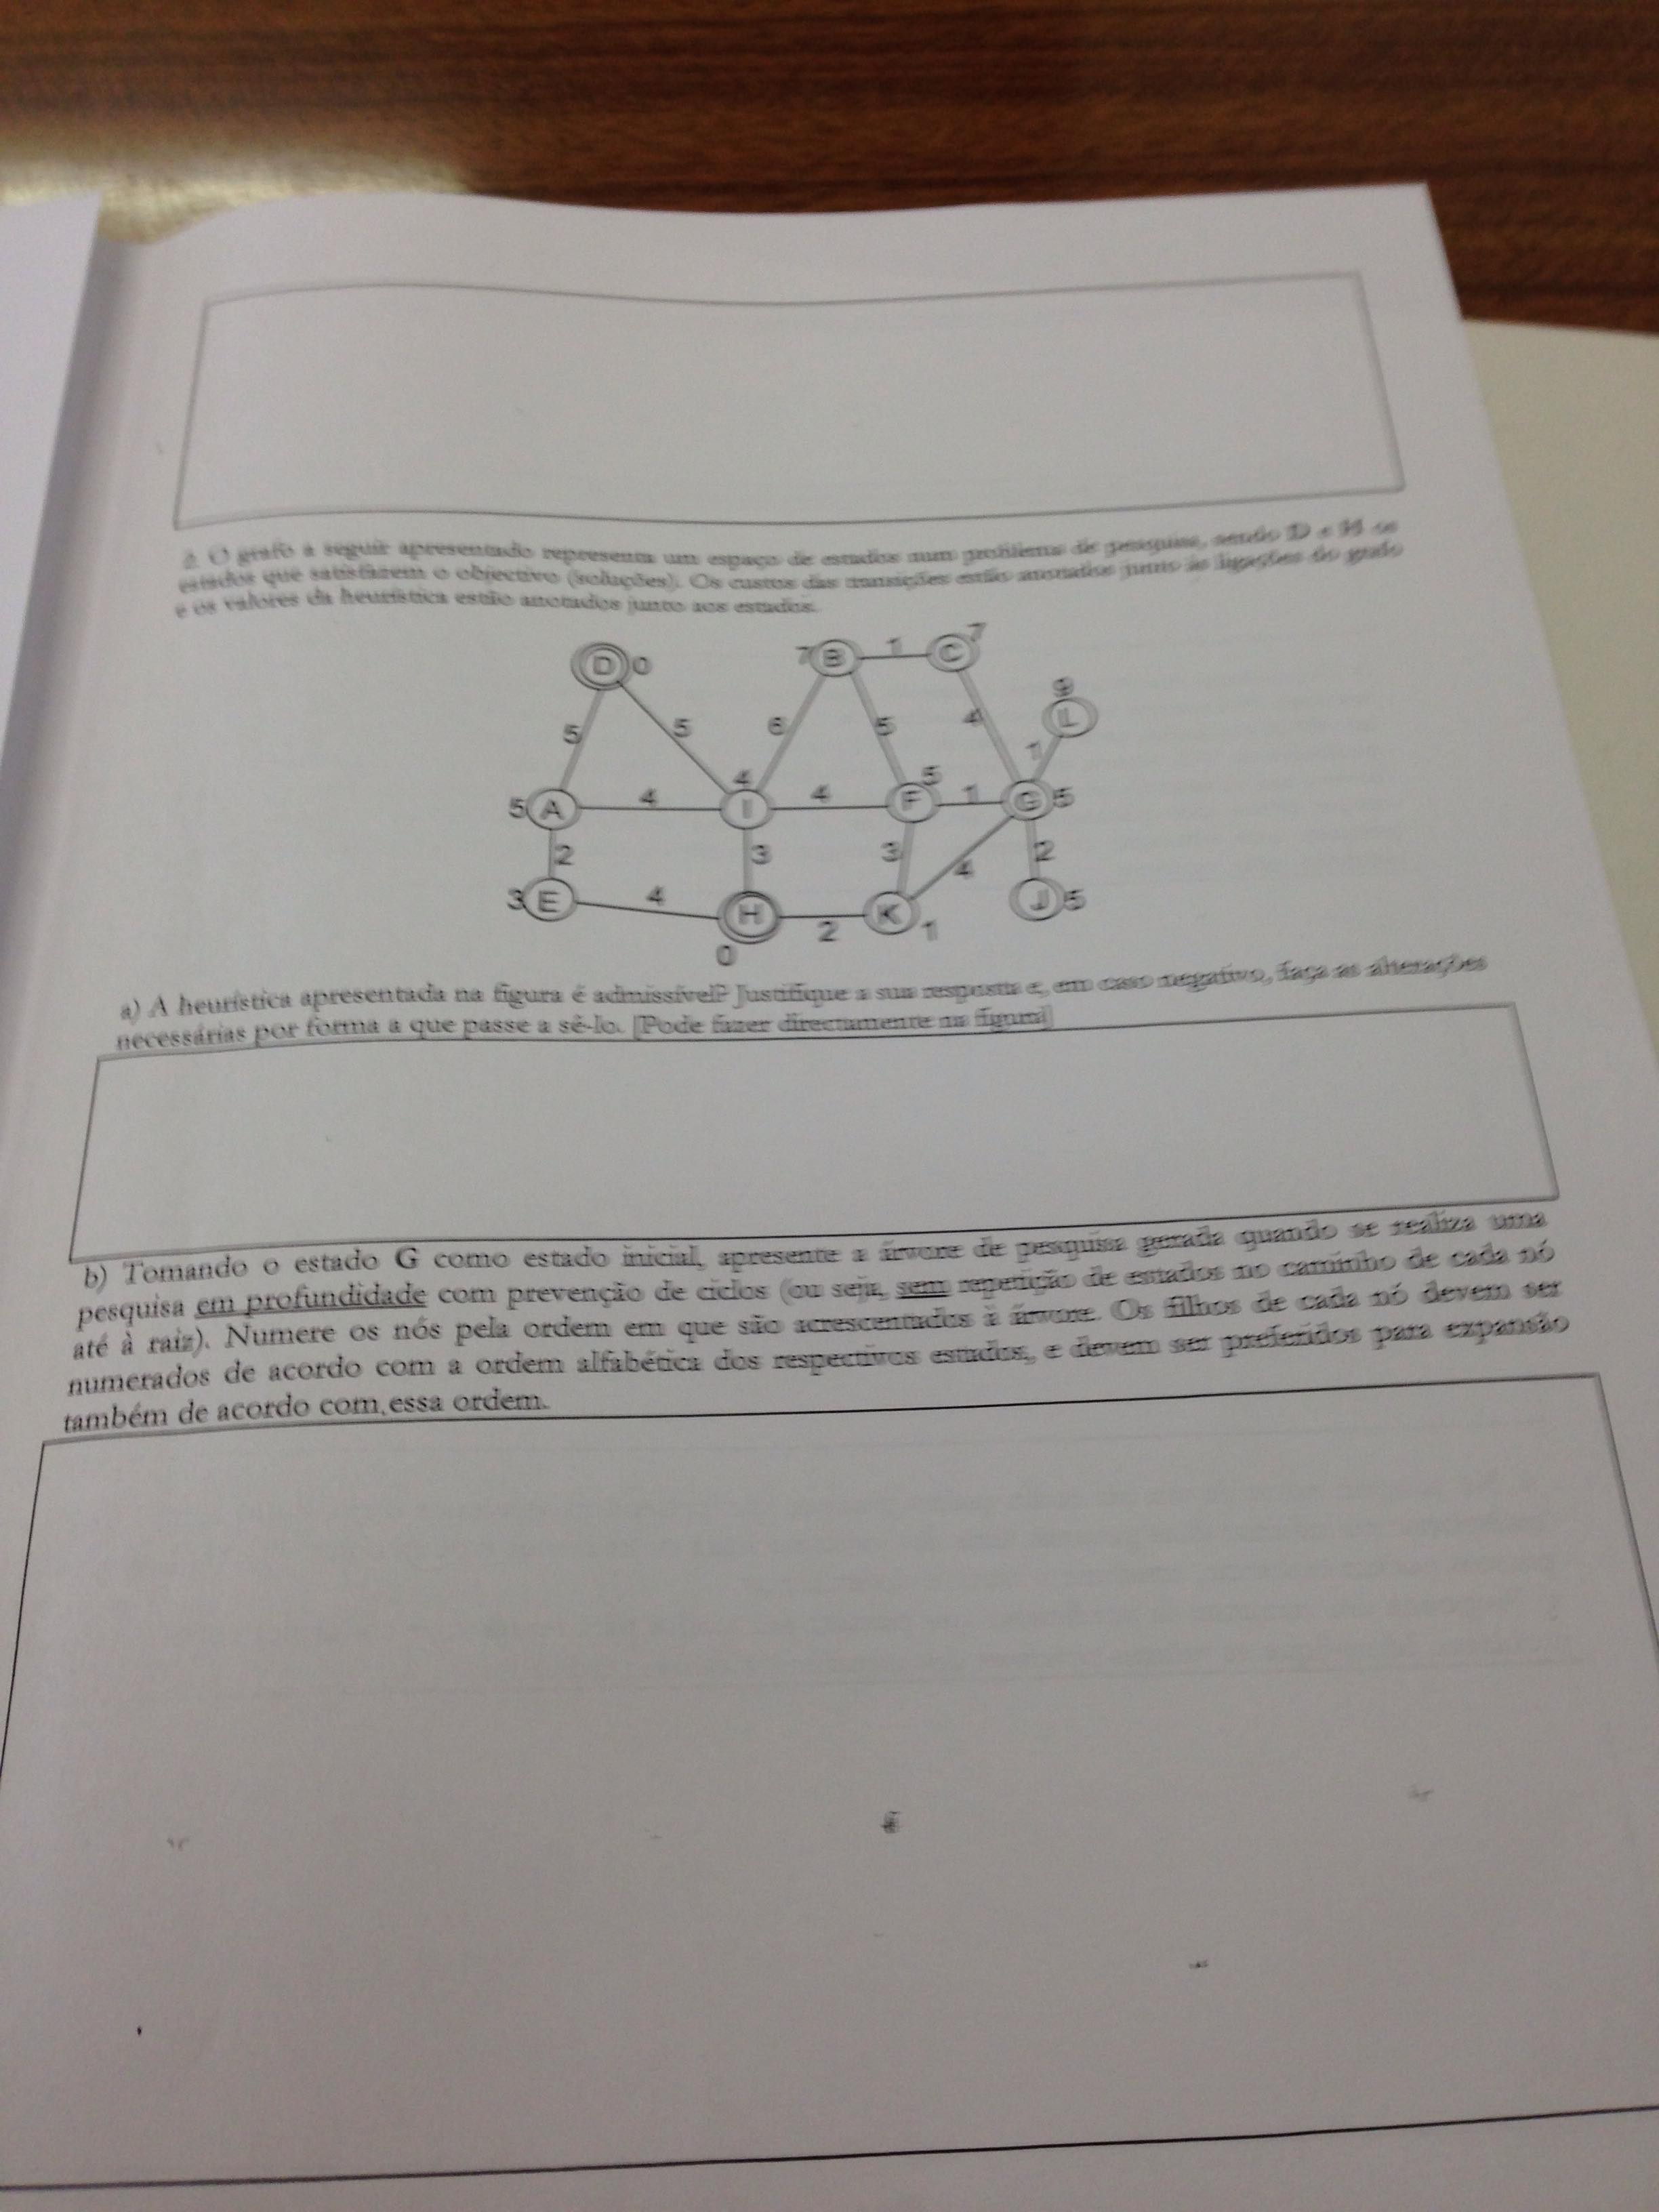 2. O grafo a seguir apresentado representa um espaço de estados num problema de pesquisa, sendo D e H os
estados que satisfazem o objectivo (soluções). Os custos das transições estão anotados junto às ligações do grafo
e os valores da heurística estão anotados junto aos estados.
D 0 7 B 1 C 7
9
L
5 5 6 5 4 1
4 5
5 A 4 I 4 F 1 G 5
2 3 3 4 2
3 E 4 H 2 K 1 J 5
0
a) A heurística apresentada na figura é admissível? Justifique a sua resposta e, em caso negativo, faça as alterações
necessárias por forma a que passe a sê-lo. [Pode fazer directamente na figura]
b) Tomando o estado G como estado inicial, apresente a árvore de pesquisa gerada quando se realiza uma
pesquisa em profundidade com prevenção de ciclos (ou seja, sem repetição de estados no caminho de cada nó
até à raiz). Numere os nós pela ordem em que são acrescentados à árvore. Os filhos de cada nó devem ser
numerados de acordo com a ordem alfabética dos respectivos estados, e devem ser preferidos para expansão
também de acordo com essa ordem.